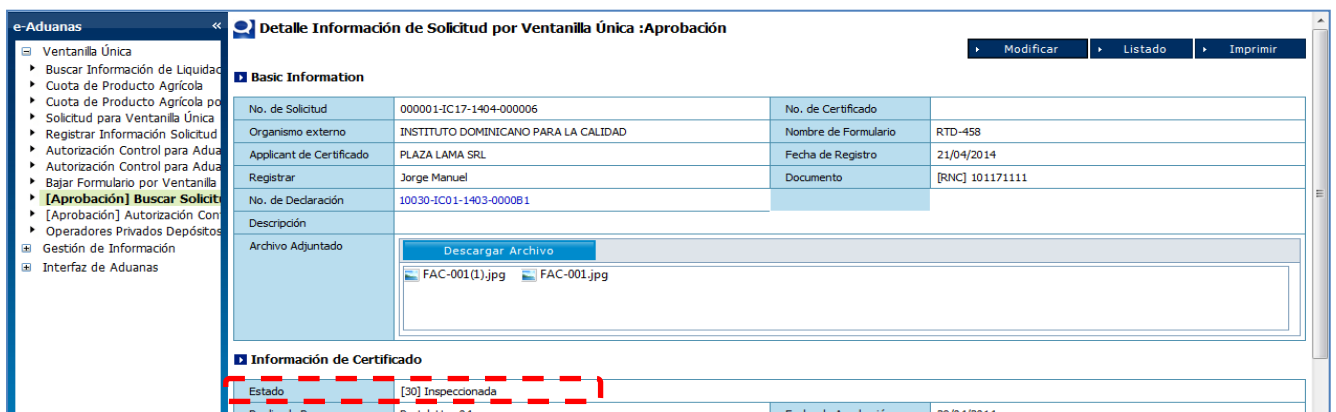 e-Aduanas «
Ventanilla Única
Buscar Información de Liquidac
Cuota de Producto Agrícola
Cuota de Producto Agrícola po
Solicitud para Ventanilla Única
Registrar Información Solicitud
Autorización Control para Adua
Autorización Control para Adua
Bajar Formulario por Ventanilla
[Aprobación] Buscar Solicit
[Aprobación] Autorización Con
Operadores Privados Depósitos
Gestión de Información
Interfaz de Aduanas
Detalle Información de Solicitud por Ventanilla Única :Aprobación
Modificar Listado Imprimir
Basic Information
No. de Solicitud 000001-IC17-1404-000006 No. de Certificado
Organismo externo INSTITUTO DOMINICANO PARA LA CALIDAD Nombre de Formulario RTD-458
Applicant de Certificado PLAZA LAMA SRL Fecha de Registro 21/04/2014
Registrar Jorge Manuel Documento [RNC] 101171111
No. de Declaración 10030-IC01-1403-0000B1
Descripción
Archivo Adjuntado Descargar Archivo
FAC-001(1).jpg FAC-001.jpg
Información de Certificado
Estado [30] Inspeccionada